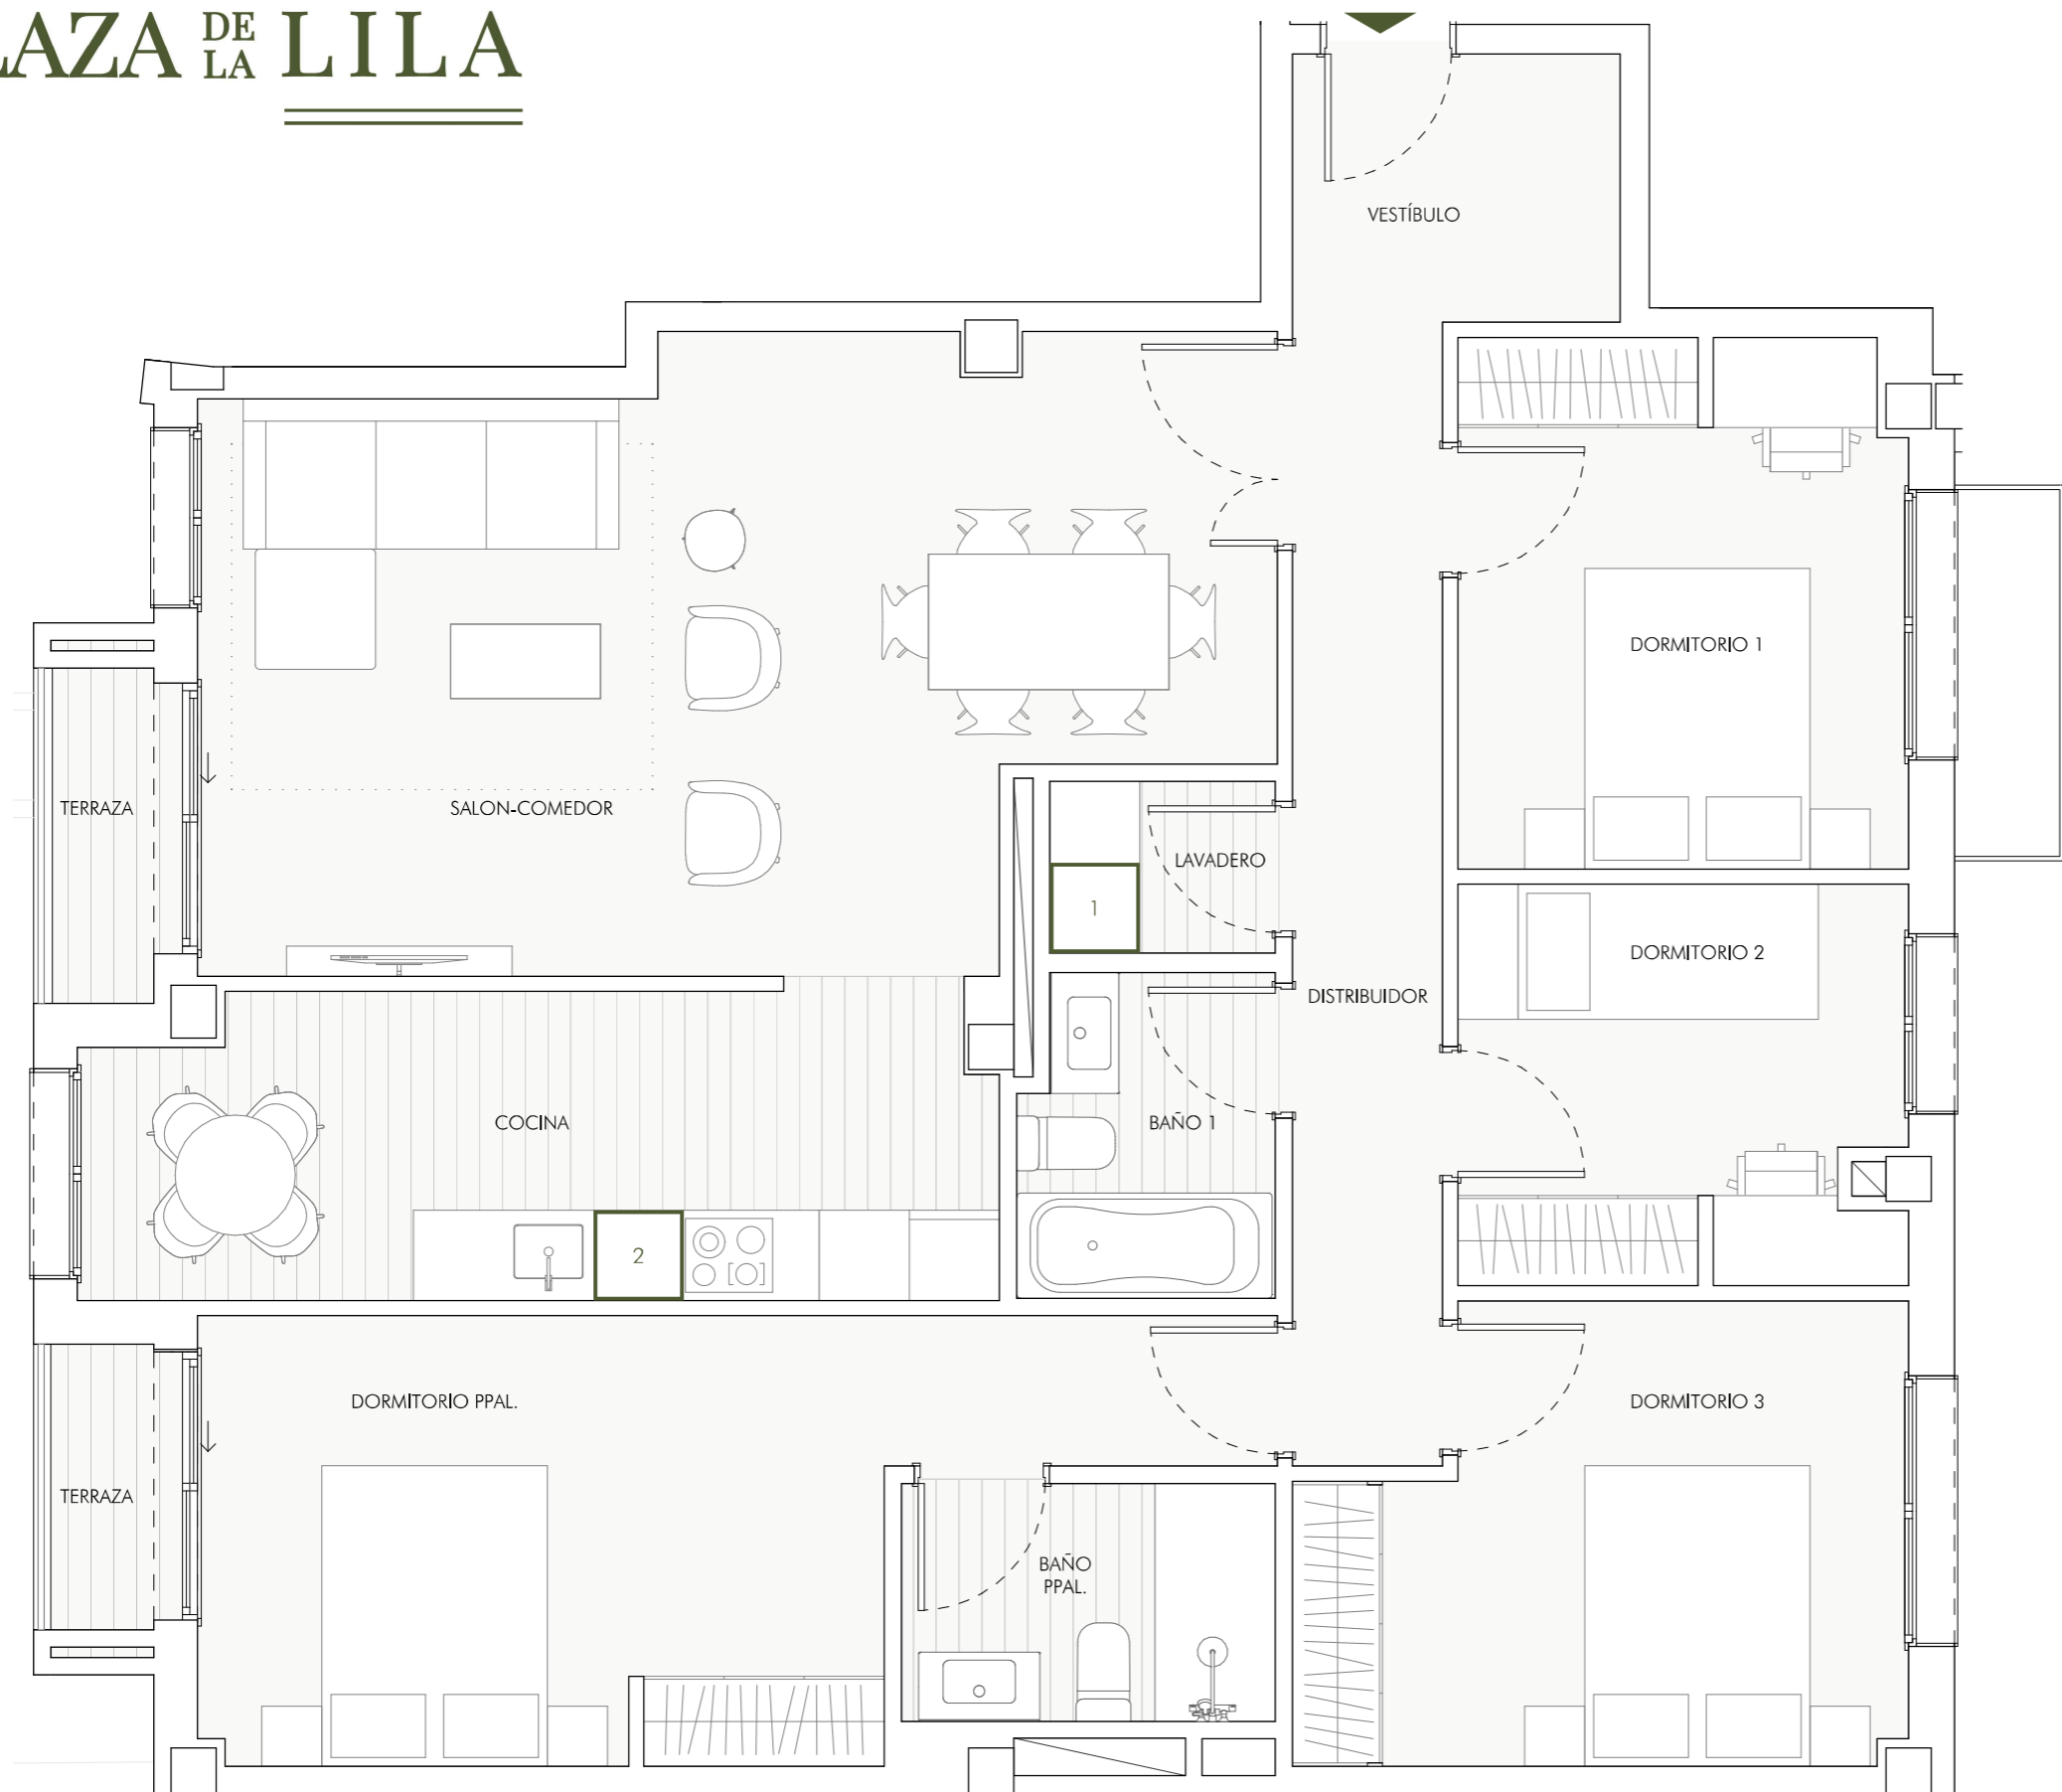 LAZA DE LA LILA
VESTÍBULO
DORMITORIO 1
TERRAZA
SALON-COMEDOR
LAVADERO
1
DORMITORIO 2
DISTRIBUIDOR
COCINA
BAÑO 1
2
DORMITORIO PPAL.
DORMITORIO 3
TERRAZA
BAÑO
PPAL.